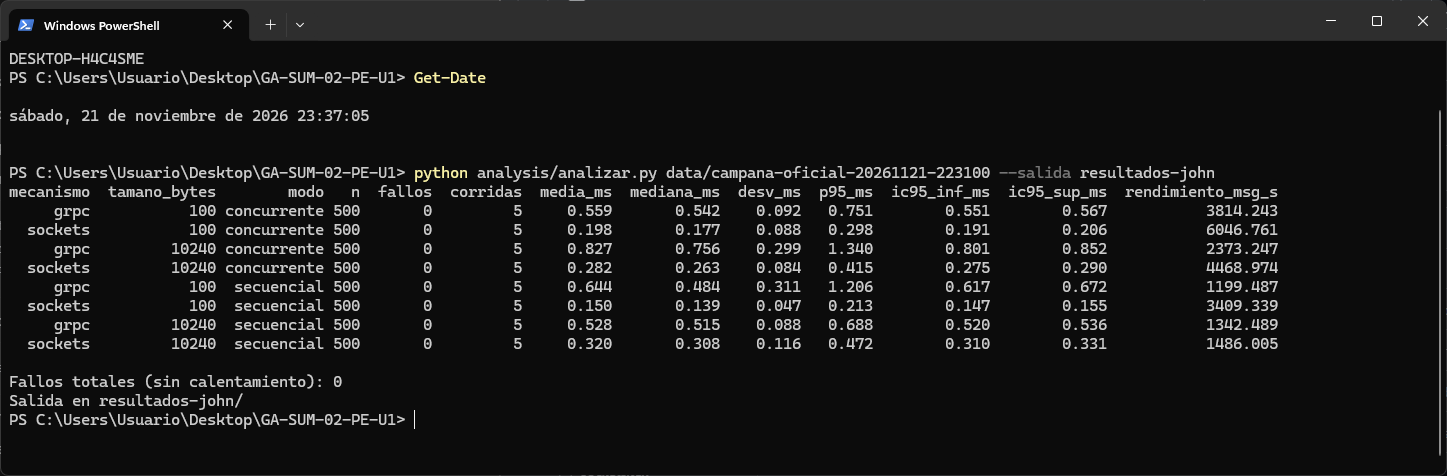 Windows PowerShell
DESKTOP-H4C4SME
PS C:\Users\Usuario\Desktop\GA-SUM-02-PE-U1> Get-Date
sábado, 21 de noviembre de 2026 23:37:05
PS C:\Users\Usuario\Desktop\GA-SUM-02-PE-U1> python analysis/analizar.py data/campana-oficial-20261121-223100 --salida resultados-john
mecanismo tamano_bytes modo n fallos corridas media_ms mediana_ms desv_ms p95_ms ic95_inf_ms ic95_sup_ms rendimiento_msg_s
grpc 100 concurrente 500 0 5 0.559 0.542 0.092 0.751 0.551 0.567 3814.243
sockets 100 concurrente 500 0 5 0.198 0.177 0.088 0.298 0.191 0.206 6046.761
grpc 10240 concurrente 500 0 5 0.827 0.756 0.299 1.340 0.801 0.852 2373.247
sockets 10240 concurrente 500 0 5 0.282 0.263 0.084 0.415 0.275 0.290 4468.974
grpc 100 secuencial 500 0 5 0.644 0.484 0.311 1.206 0.617 0.672 1199.487
sockets 100 secuencial 500 0 5 0.150 0.139 0.047 0.213 0.147 0.155 3409.339
grpc 10240 secuencial 500 0 5 0.528 0.515 0.088 0.688 0.520 0.536 1342.489
sockets 10240 secuencial 500 0 5 0.320 0.308 0.116 0.472 0.310 0.331 1486.005
Fallos totales (sin calentamiento): 0
Salida en resultados-john/
PS C:\Users\Usuario\Desktop\GA-SUM-02-PE-U1>